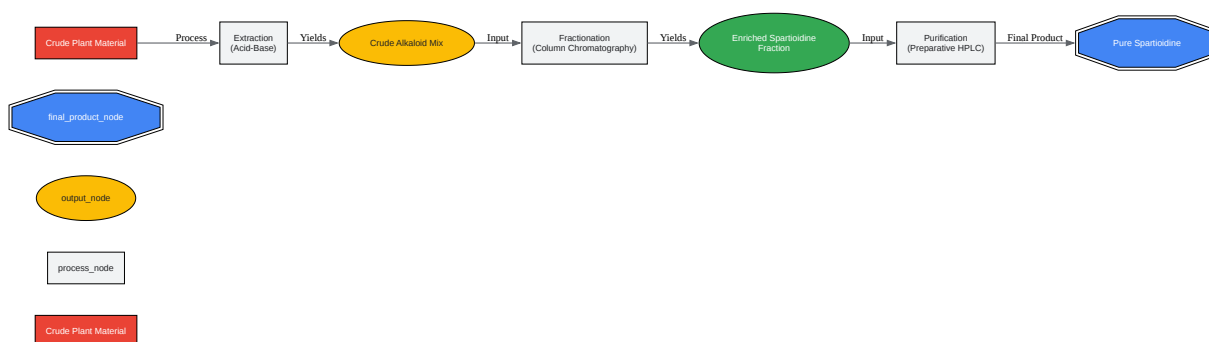 Crude Plant Material
Process
Extraction
(Acid-Base)
Yields
Crude Alkaloid Mix
Input
Fractionation
(Column Chromatography)
Yields
Enriched Spartioidine
Fraction
Input
Purification
(Preparative HPLC)
Final Product
Pure Spartioidine
final_product_node
output_node
process_node
Crude Plant Material